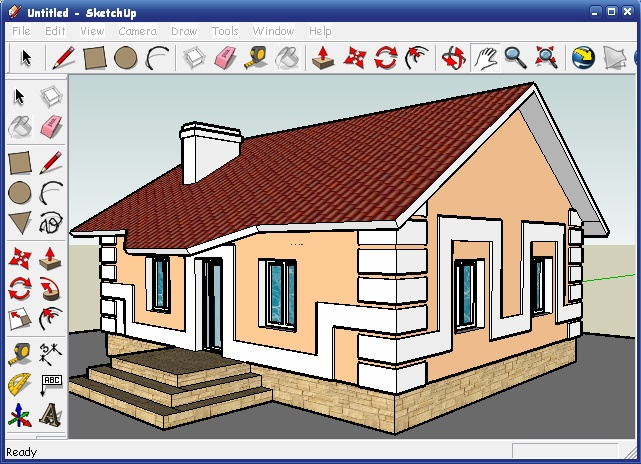 Untitled - SketchUp
File Edit View Camera Draw Tools Window Help
ABC
A
Ready